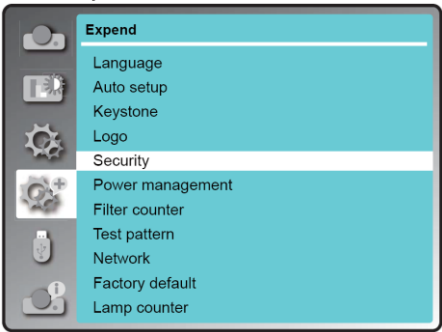 Expend
Language
Auto setup
Keystone
Logo
Security
Power management
Filter counter
Test pattern
Network
Factory default
Lamp counter